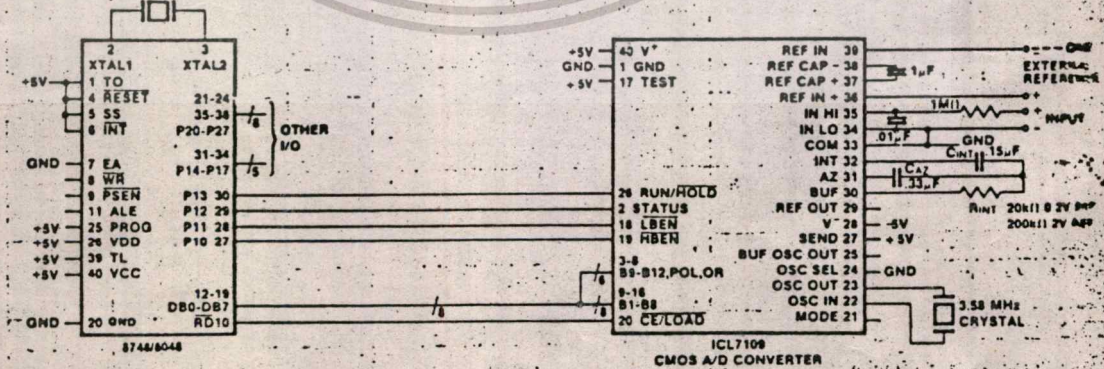 2 3
XTAL1 XTAL2
+5V 1 TO
4 RESET 21-24
5 SS 35-38 /8
6 INT P20-P27
OTHER
I/O
31-34
GND 7 EA P14-P17 /5
8 WR
9 PSEN P13 30
11 ALE P12 29
+5V 25 PROG P11 28
+5V 26 VDD P10 27
+5V 39 TL
+5V 40 VCC
12-19
DB0-DB7 /8
GND 20 GND RD10
8748/8048
+5V 40 V+
GND 1 GND
+5V 17 TEST
26 RUN/HOLD
2 STATUS
18 LBEN
19 HBEN
3-8
/6 B9-B12,POL,OR
9-16
/8 B1-B8
20 CE/LOAD
REF IN 39
REF CAP - 38
REF CAP + 37
REF IN + 36
IN HI 35
IN LO 34
COM 33
INT 32
AZ 31
BUF 30
REF OUT 29
V- 28 -5V
SEND 27 +5V
BUF OSC OUT 25
OSC SEL 24 GND
OSC OUT 23
OSC IN 22
MODE 21
EXTERNAL
REFERENCE
1µF
1MΩ
+
INPUT
-
.01µF
GND
CINT .15µF
CAZ
.33µF
RINT 20kΩ 0.2V REF
200kΩ 2V REF
3.58 MHz
CRYSTAL
ICL7109
CMOS A/D CONVERTER